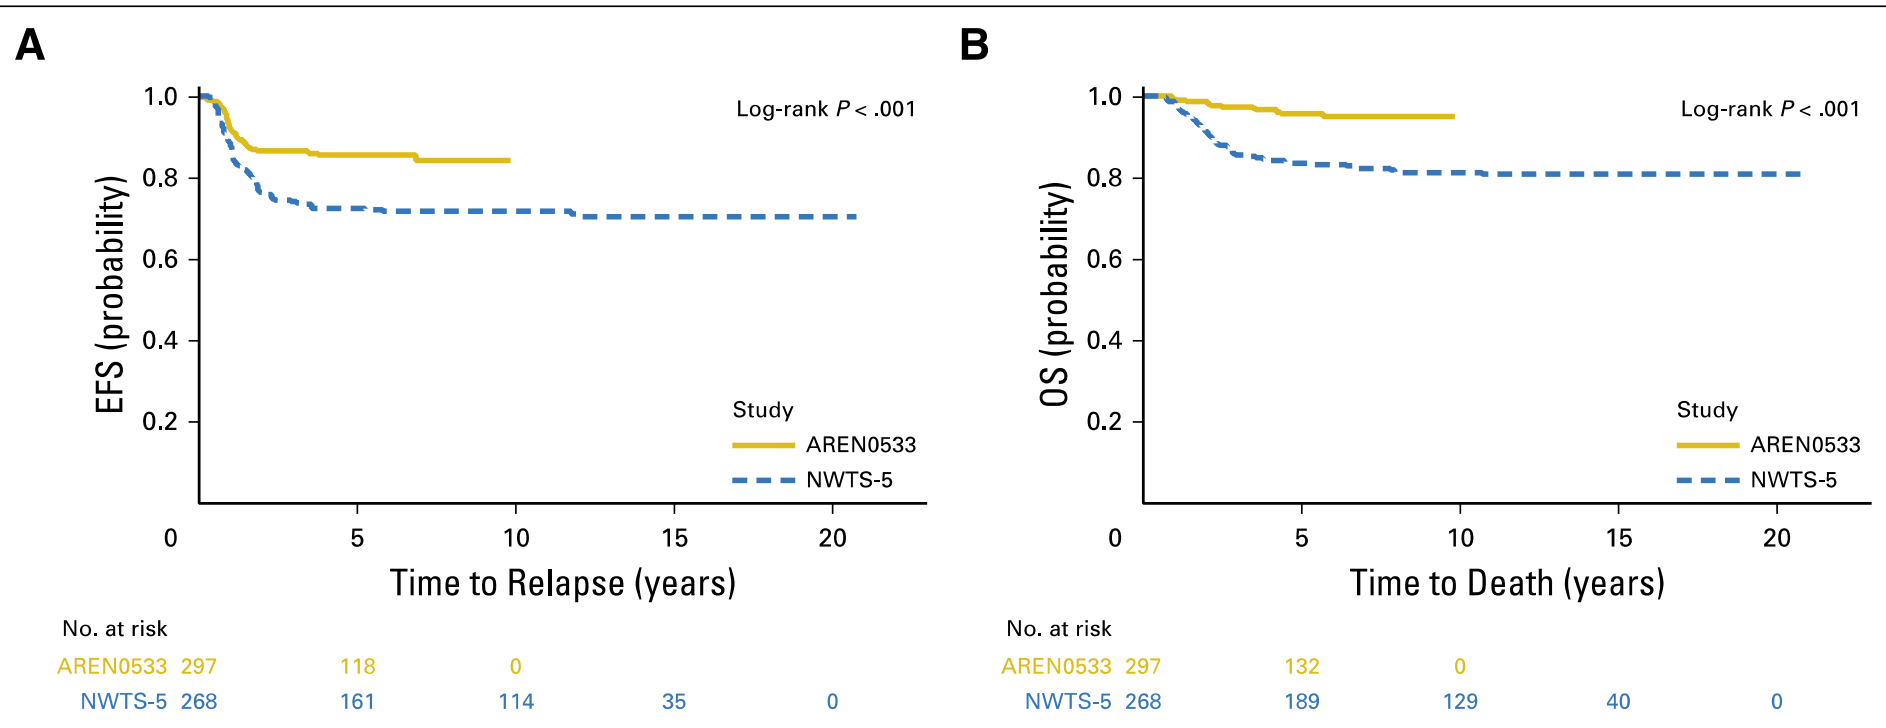 A
1.0
0.8
0.6
0.4
0.2
EFS (probability)
Log-rank P < .001
Study
AREN0533
NWTS-5
0 5 10 15 20
Time to Relapse (years)
No. at risk
AREN0533 297 118 0
NWTS-5 268 161 114 35 0
B
1.0
0.8
0.6
0.4
0.2
OS (probability)
Log-rank P < .001
Study
AREN0533
NWTS-5
0 5 10 15 20
Time to Death (years)
No. at risk
AREN0533 297 132 0
NWTS-5 268 189 129 40 0